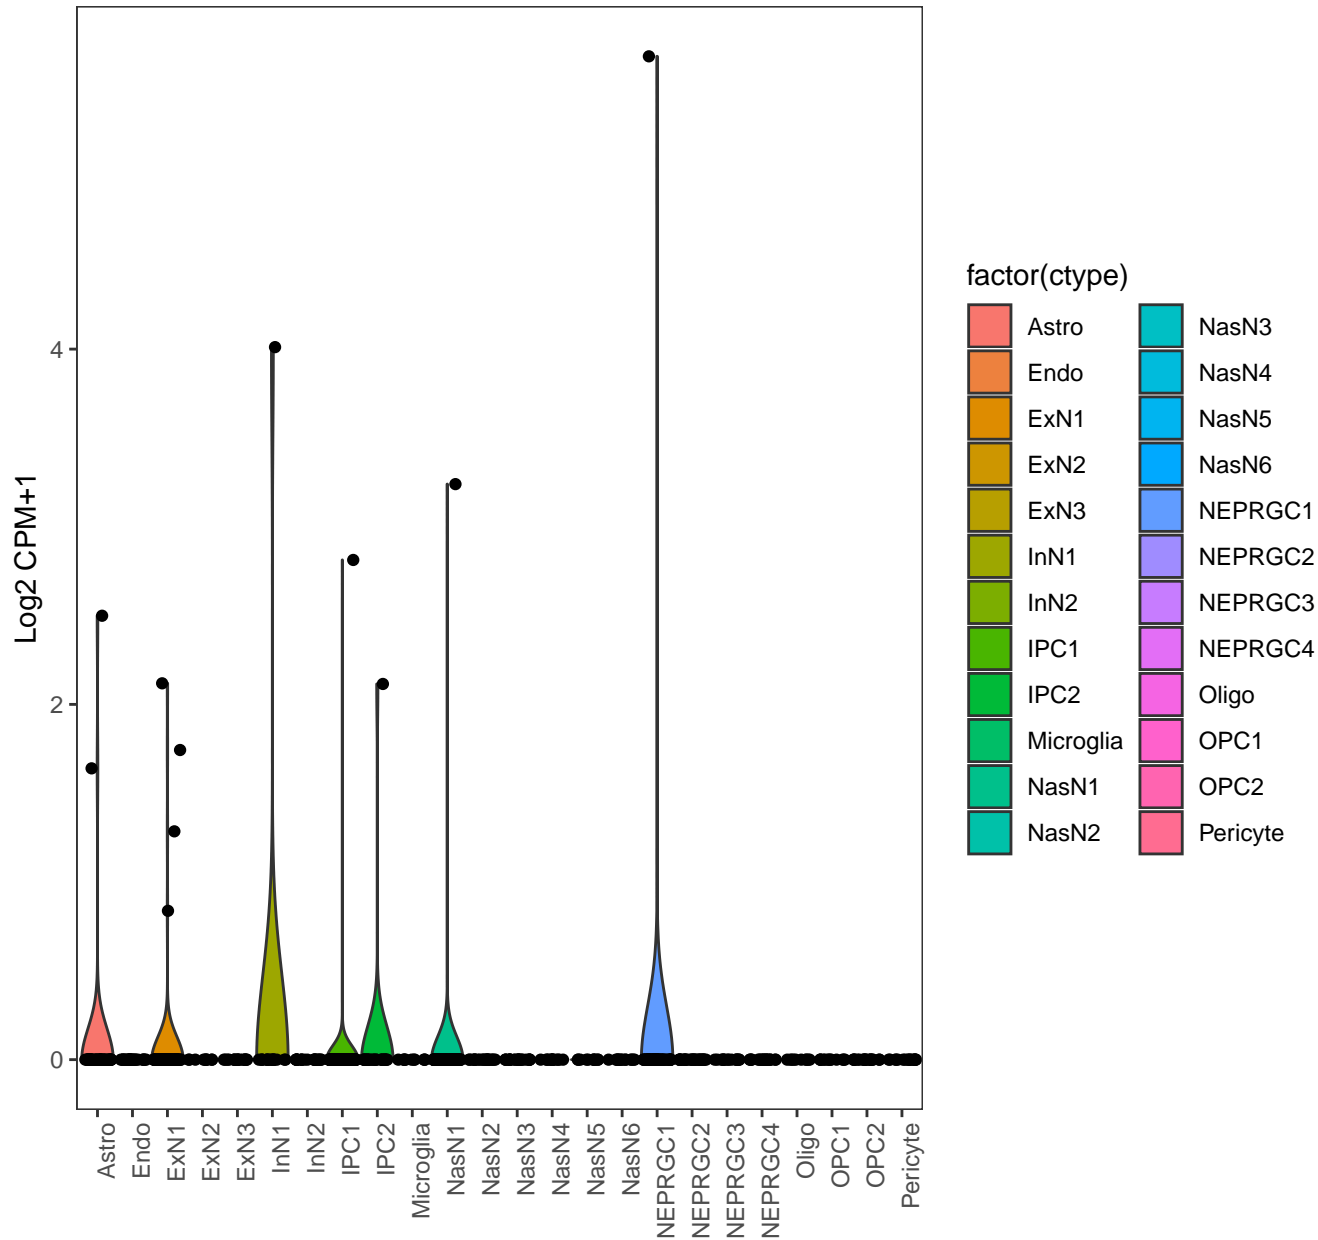 Log2 CPM+1
4
2
0
Astro
Endo
ExN1
ExN2
ExN3
InN1
InN2
IPC1
IPC2
Microglia
NasN1
NasN2
NasN3
NasN4
NasN5
NasN6
NEPRGC1
NEPRGC2
NEPRGC3
NEPRGC4
Oligo
OPC1
OPC2
Pericyte
factor(ctype)
Astro
Endo
ExN1
ExN2
ExN3
InN1
InN2
IPC1
IPC2
Microglia
NasN1
NasN2
NasN3
NasN4
NasN5
NasN6
NEPRGC1
NEPRGC2
NEPRGC3
NEPRGC4
Oligo
OPC1
OPC2
Pericyte